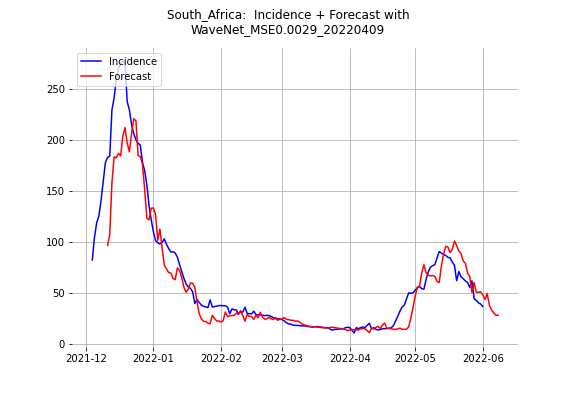 South_Africa:  Incidence + Forecast with
WaveNet_MSE0.0029_20220409
Incidence
Forecast
250
200
150
100
50
0
2021-12 2022-01 2022-02 2022-03 2022-04 2022-05 2022-06